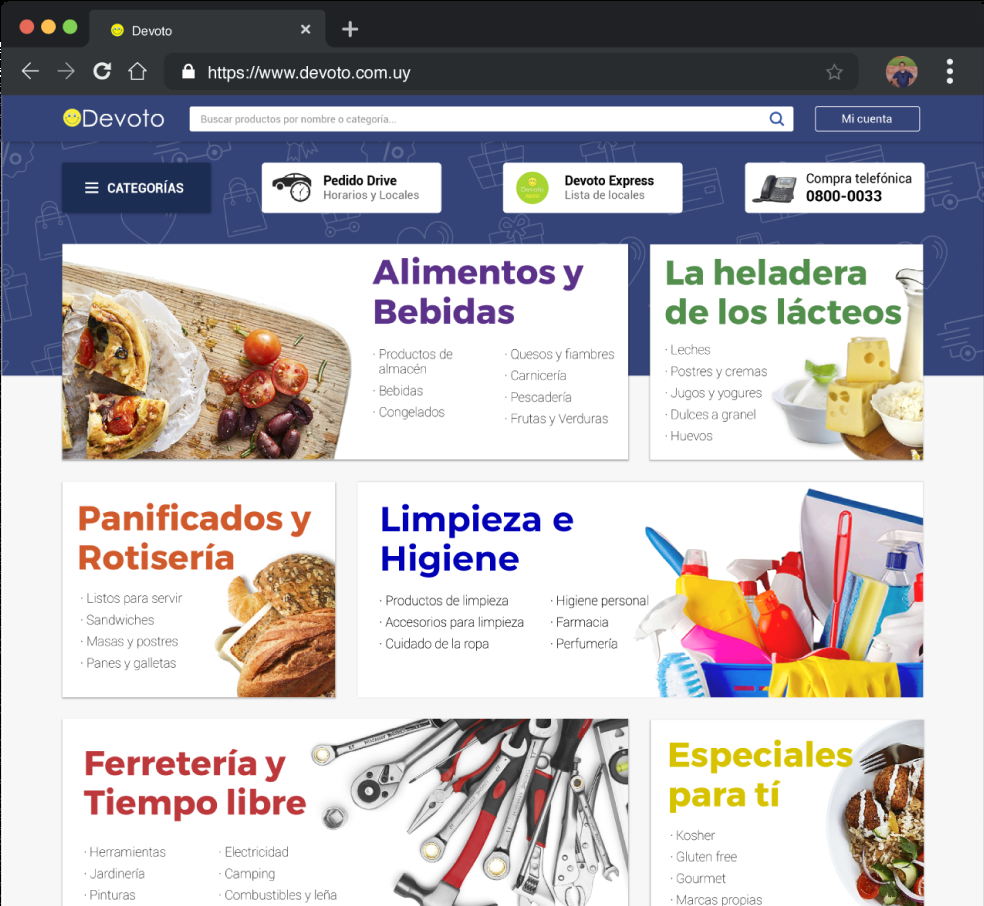 Devoto
https://www.devoto.com.uy
Devoto
Buscar productos por nombre o categoría...
Mi cuenta
CATEGORÍAS
Pedido Drive
Horarios y Locales
Devoto
Devoto Express
Lista de locales
Compra telefónica
0800-0033
Alimentos y
Bebidas
· Productos de
almacén
· Bebidas
· Congelados
· Quesos y fiambres
· Carnicería
· Pescadería
· Frutas y Verduras
La heladera
de los lácteos
· Leches
· Postres y cremas
· Jugos y yogures
· Dulces a granel
· Huevos
Panificados y
Rotisería
· Listos para servir
· Sandwiches
· Masas y postres
· Panes y galletas
Limpieza e
Higiene
· Productos de limpieza
· Accesorios para limpieza
· Cuidado de la ropa
· Higiene personal
· Farmacia
· Perfumería
Ferretería y
Tiempo libre
· Herramientas
· Jardinería
· Pinturas
· Electricidad
· Camping
· Combustibles y leña
Especiales
para tí
· Kosher
· Gluten free
· Gourmet
· Marcas propias